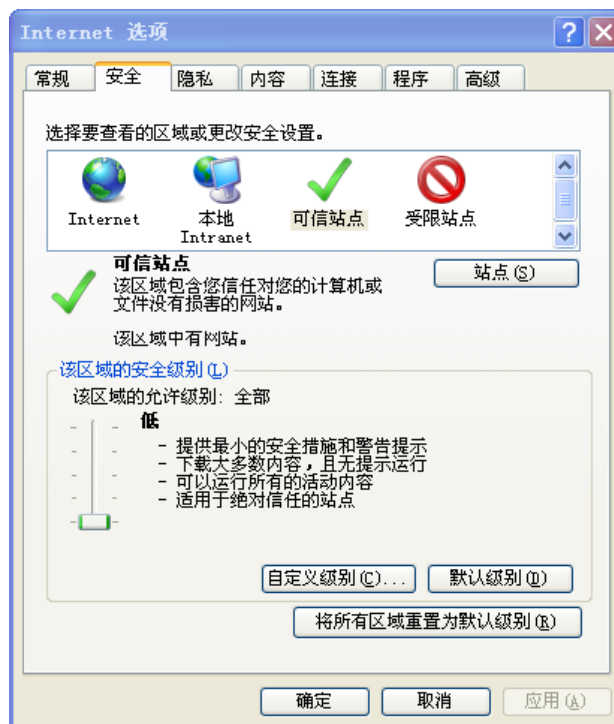 Internet 选项
常规 安全 隐私 内容 连接 程序 高级
选择要查看的区域或更改安全设置。
Internet 本地 Intranet 可信站点 受限站点
可信站点
站点(S)
该区域包含您信任对您的计算机或
文件没有损害的网站。
该区域中有网站。
该区域的安全级别(L)
该区域的允许级别: 全部
低
- 提供最小的安全措施和警告提示
- 下载大多数内容，且无提示运行
- 可以运行所有的活动内容
- 适用于绝对信任的站点
自定义级别(C)... 默认级别(D)
将所有区域重置为默认级别(R)
确定 取消 应用(A)